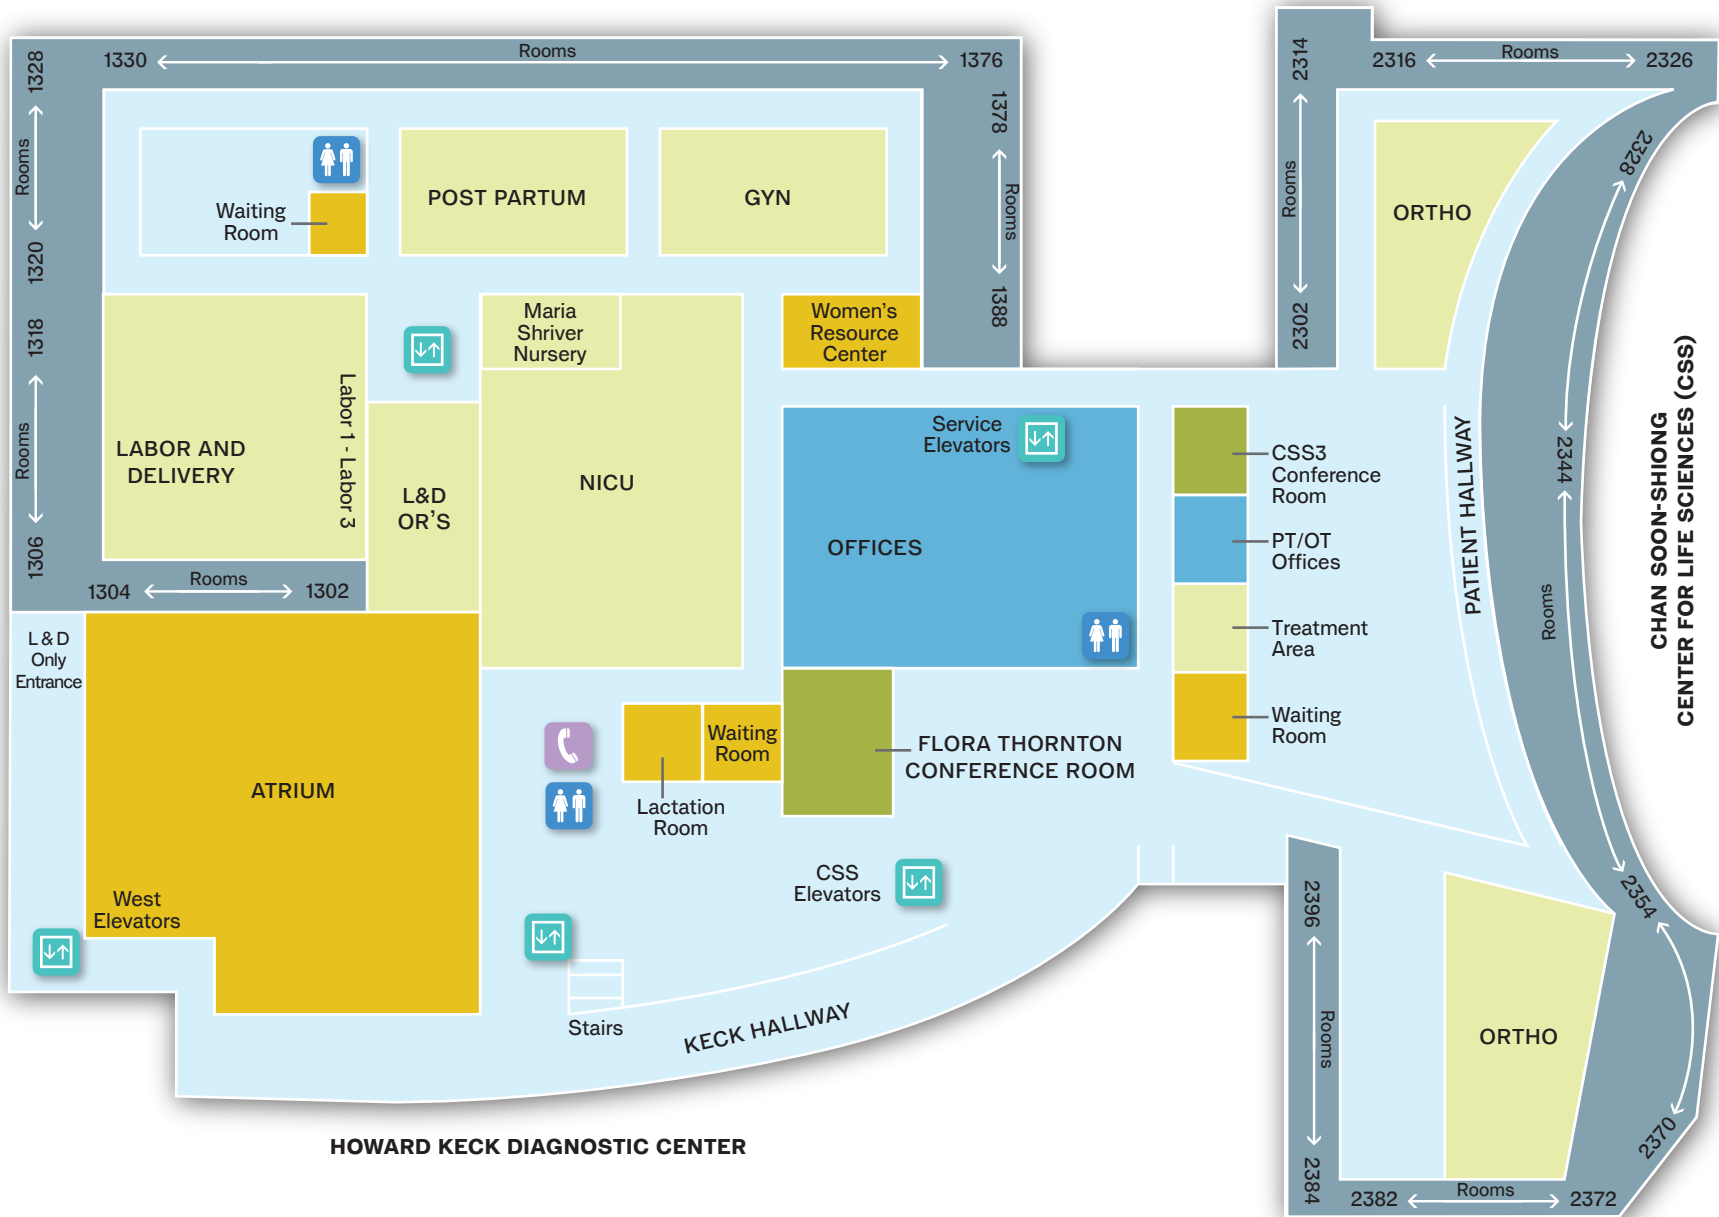 1328
Rooms
1320
1318
Rooms
1306
1330
Rooms
1376
1378
Rooms
1388
Waiting
Room
POST PARTUM
GYN
LABOR AND
DELIVERY
Labor 1 - Labor 3
L&D
OR'S
Maria
Shriver
Nursery
NICU
Women's
Resource
Center
1304
Rooms
1302
L & D
Only
Entrance
ATRIUM
West
Elevators
Service
Elevators
OFFICES
Waiting
Room
Lactation
Room
FLORA THORNTON
CONFERENCE ROOM
CSS
Elevators
Stairs
KECK HALLWAY
HOWARD KECK DIAGNOSTIC CENTER
2314
Rooms
2302
2316
Rooms
2326
ORTHO
2328
2344
Rooms
2354
CSS3
Conference
Room
PT/OT
Offices
Treatment
Area
Waiting
Room
PATIENT HALLWAY
CHAN SOON-SHIONG
CENTER FOR LIFE SCIENCES (CSS)
2396
Rooms
2384
ORTHO
2370
2382
Rooms
2372